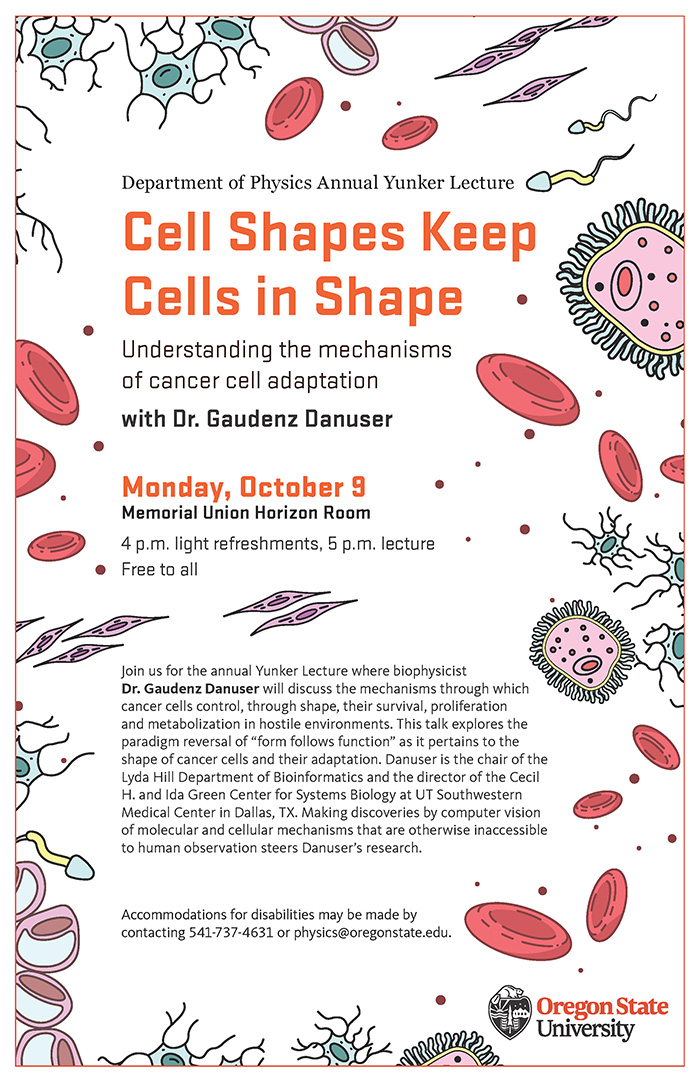 Department of Physics Annual Yunker Lecture
Cell Shapes Keep
Cells in Shape
Understanding the mechanisms
of cancer cell adaptation
with Dr. Gaudenz Danuser
Monday, October 9
Memorial Union Horizon Room
4 p.m. light refreshments, 5 p.m. lecture
Free to all
Join us for the annual Yunker Lecture where biophysicist
Dr. Gaudenz Danuser will discuss the mechanisms through which
cancer cells control, through shape, their survival, proliferation
and metabolization in hostile environments. This talk explores the
paradigm reversal of “form follows function” as it pertains to the
shape of cancer cells and their adaptation. Danuser is the chair of the
Lyda Hill Department of Bioinformatics and the director of the Cecil
H. and Ida Green Center for Systems Biology at UT Southwestern
Medical Center in Dallas, TX. Making discoveries by computer vision
of molecular and cellular mechanisms that are otherwise inaccessible
to human observation steers Danuser’s research.
Accommodations for disabilities may be made by
contacting 541-737-4631 or physics@oregonstate.edu.
Oregon State
University